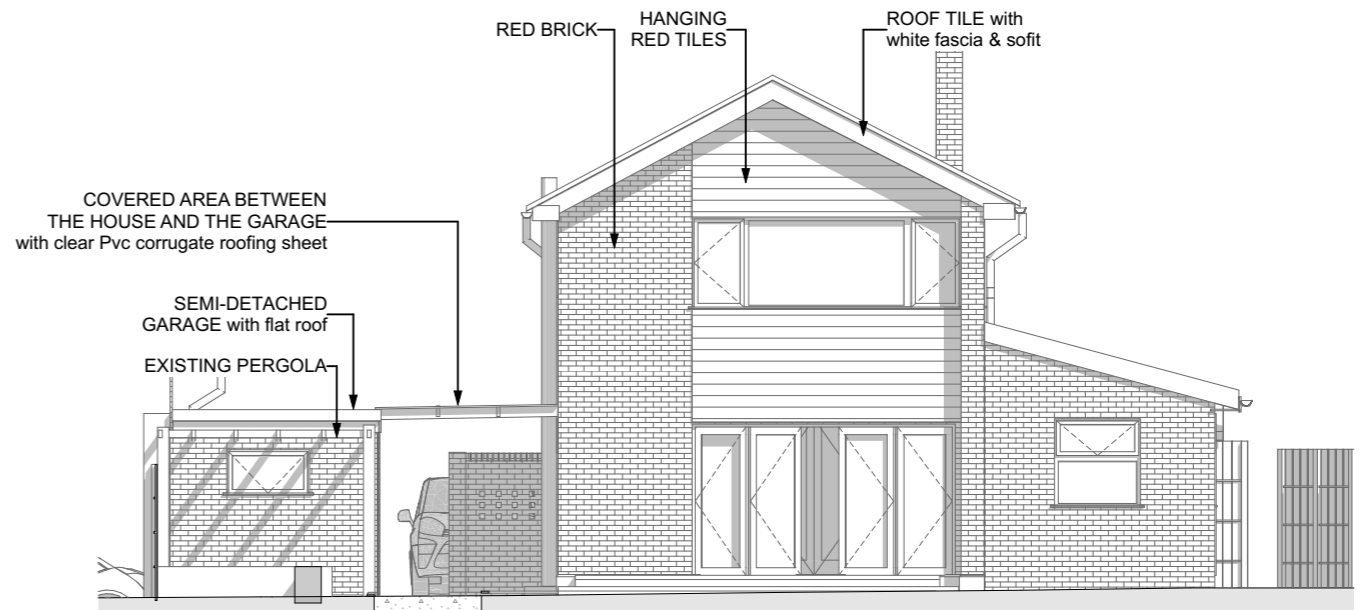 RED BRICK
HANGING
RED TILES
ROOF TILE with
white fascia & sofit
COVERED AREA BETWEEN
THE HOUSE AND THE GARAGE
with clear Pvc corrugate roofing sheet
SEMI-DETACHED
GARAGE with flat roof
EXISTING PERGOLA